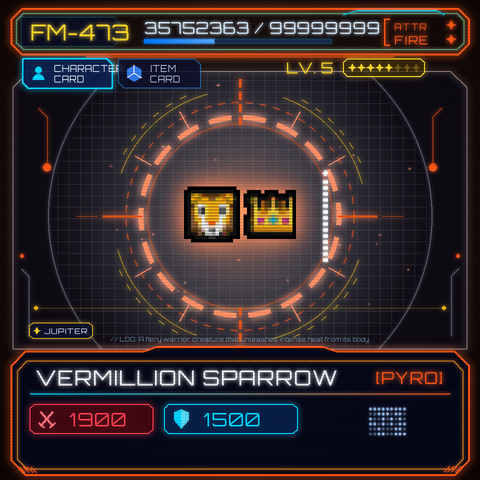 FM-473
35752363 / 99999999
ATTR
FIRE
CHARACTER
CARD
ITEM
CARD
LV. 5
JUPITER
// LOG: A fiery warrior creature that unleashes intense heat from its body
VERMILLION SPARROW
[PYRO]
1900
1500